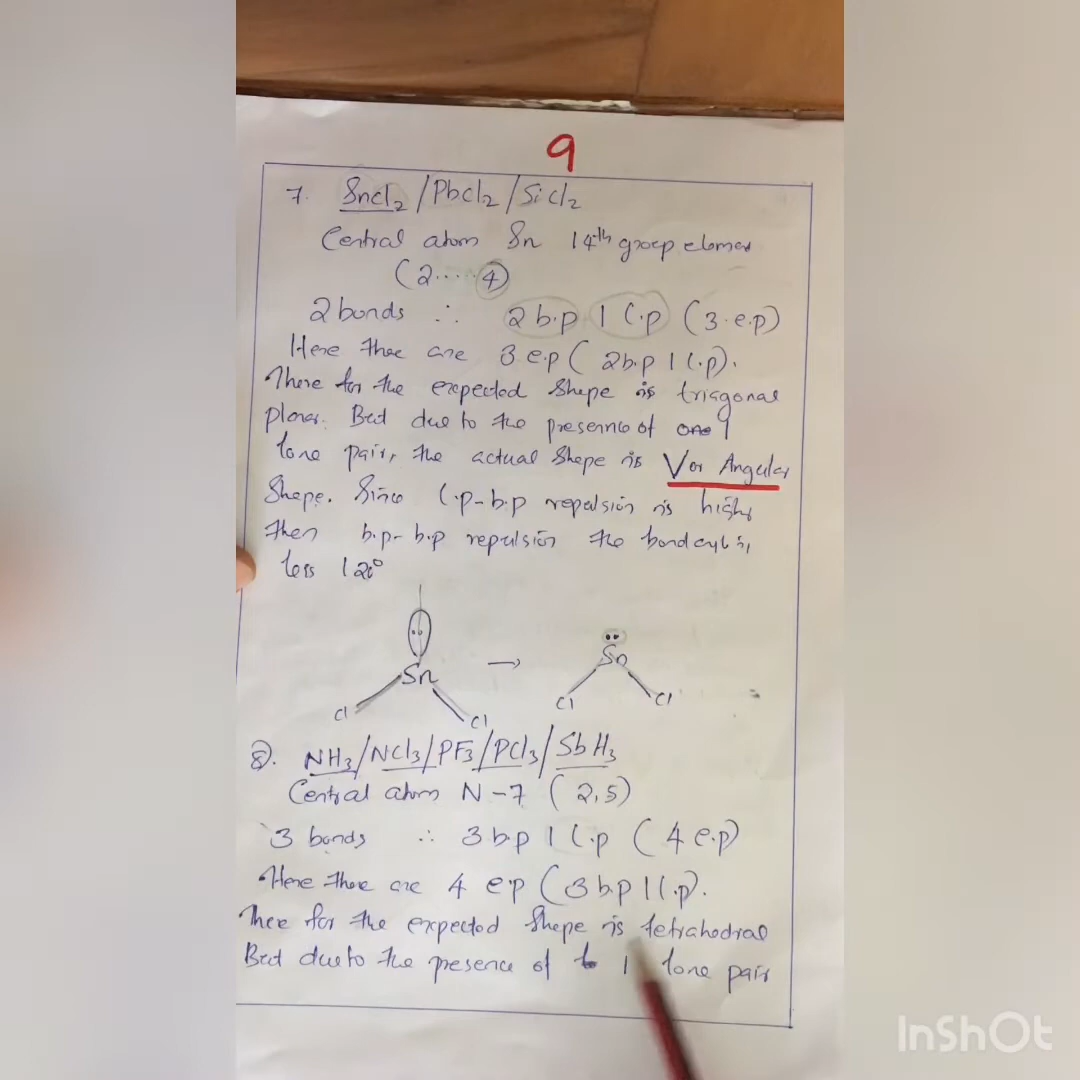 9
7. SnCl2 / PbCl2 / SiCl2
Central atom Sn 14th group elemen
(2.....4)
2 bonds ∴ 2 b.p 1 l.p (3.e.p)
Here thee are 3 e.p ( 2b.p 1 l.p).
There for the expected shape is triagonal
planar. But due to the presence of one 1
lone pair, the actual shape is V or Angular
Shape. Since l.p-b.p repulsion is higher
then b.p-b.p repulsion the bond is
less 120°
Sn → Sn
Cl Cl Cl Cl
8. NH3/NCl3/PF3/PCl3/SbH3
Central atom N-7 (2,5)
3 bonds ∴ 3 b.p 1 l.p (4 e.p)
Here there are 4 e.p (3 b.p 1 l.p).
There for the expected shape is tetrahedral
But due to the presence of 1 lone pair
InShOt